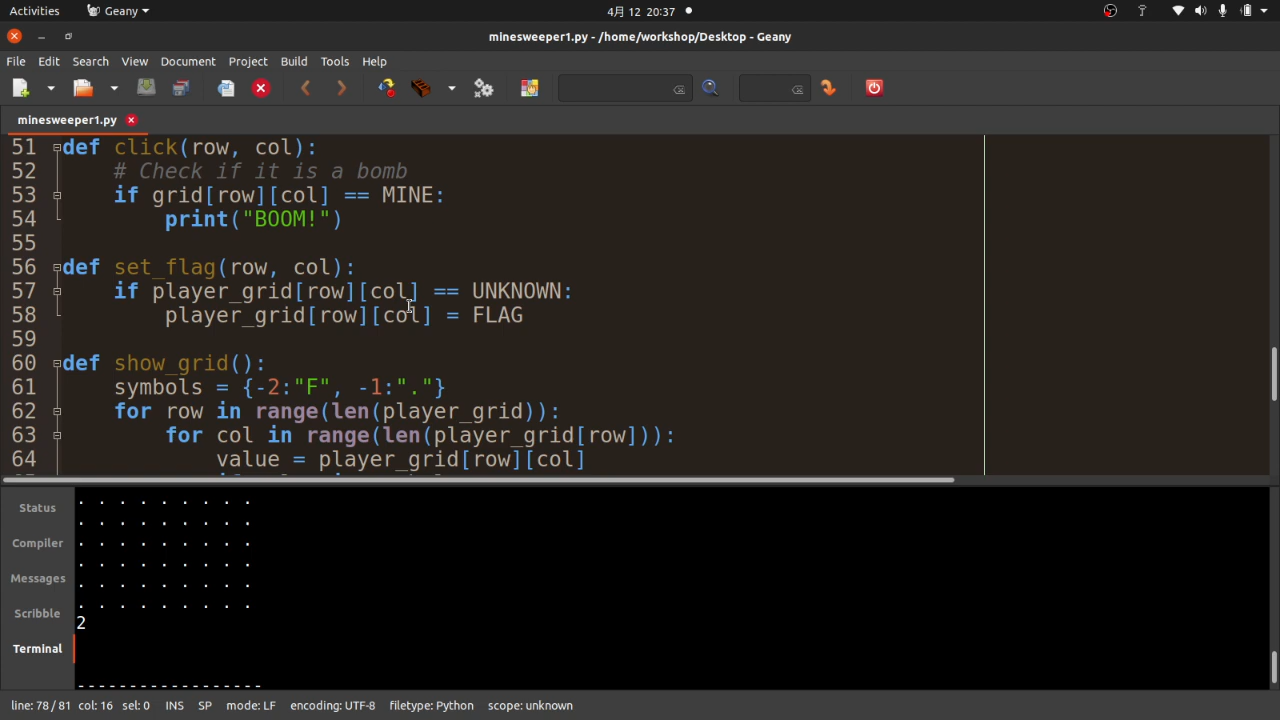 Activities Geany 4月 12 20:37
minesweeper1.py - /home/workshop/Desktop - Geany
File Edit Search View Document Project Build Tools Help
minesweeper1.py
51 def click(row, col):
52 # Check if it is a bomb
53 if grid[row][col] == MINE:
54 print("BOOM!")
55
56 def set_flag(row, col):
57 if player_grid[row][col] == UNKNOWN:
58 player_grid[row][col] = FLAG
59
60 def show_grid():
61 symbols = {-2:"F", -1:"."}
62 for row in range(len(player_grid)):
63 for col in range(len(player_grid[row])):
64 value = player_grid[row][col]
Status
Compiler
Messages
Scribble
Terminal
. . . . . . . . .
. . . . . . . . .
. . . . . . . . .
. . . . . . . . .
. . . . . . . . .
. . . . . . . . .
2
------------------
line: 78 / 81 col: 16 sel: 0 INS SP mode: LF encoding: UTF-8 filetype: Python scope: unknown